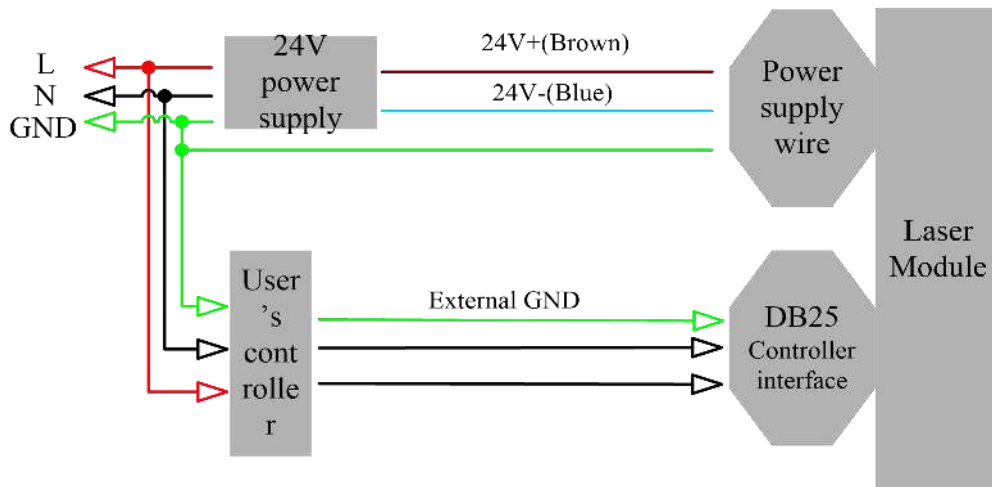 L
N
GND
24V
power
supply
24V+(Brown)
24V-(Blue)
Power
supply
wire
Laser
Module
User
’s
cont
rolle
r
External GND
DB25
Controller
interface